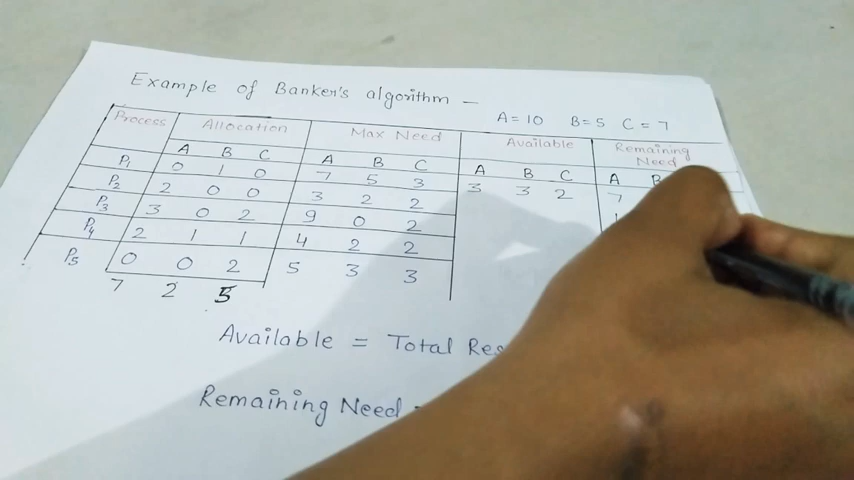 Example of Banker's algorithm –
A = 10 B = 5 C = 7
Process Allocation Max Need Available Remaining Need
A B C A B C A B C A B
P1 0 1 0 7 5 3 3 3 2 7
P2 2 0 0 3 2 2
P3 3 0 2 9 0 2
P4 2 1 1 4 2 2
P5 0 0 2 5 3 3
7 2 5
Available = Total
Remaining Need